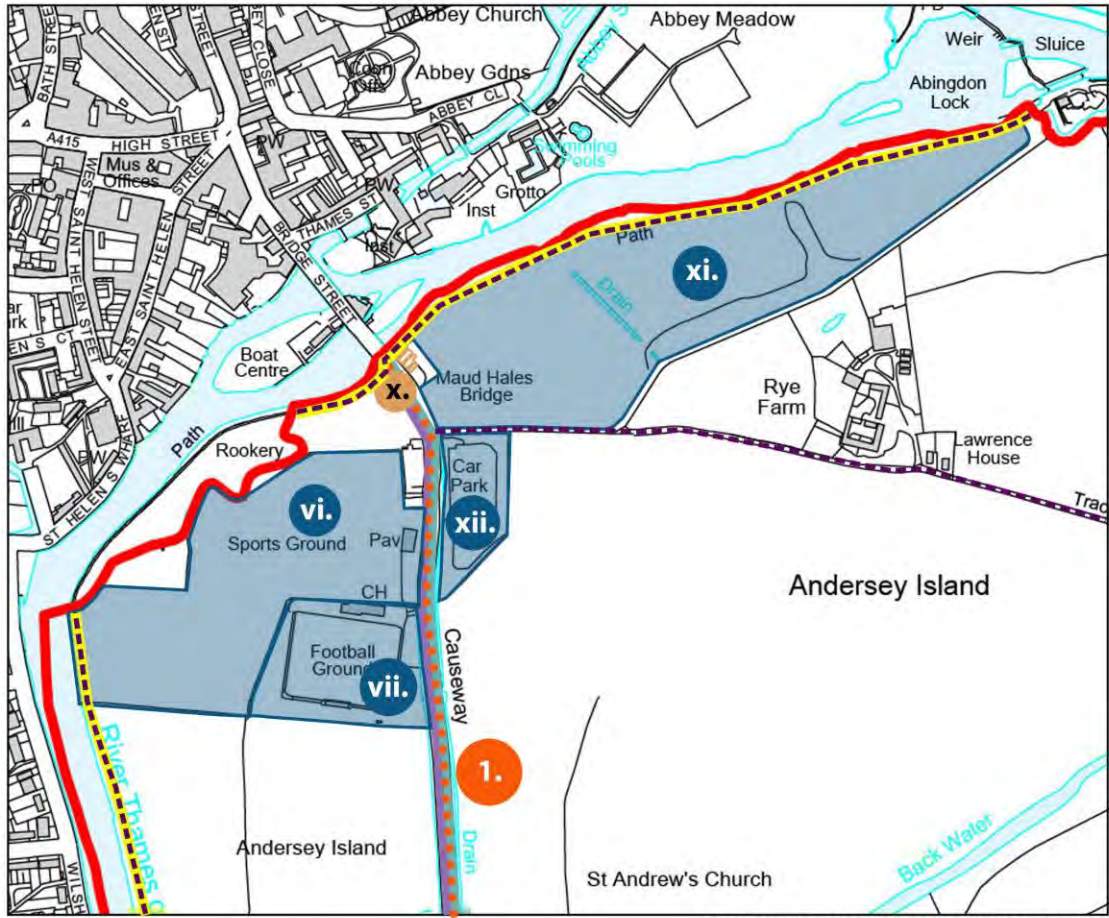 Abbey Church
Abbey Meadow
Weir
Sluice
BATH STREET
STREET
ABBEY CLOSE
Abbey Gdns
Abingdon
Lock
ABBEY CL
A415
HIGH STREET
PW
Mus &
Offices
Swimming
Pools
PO
WEST SAINT HELEN STREET
EAST SAINT HELEN STREET
THAMES ST
PW
Grotto
Inst
Inst
BRIDGE STREET
Path
xi.
Drain
Boat
Centre
x.
Maud Hales
Bridge
Rye
Farm
Path
Rookery
Lawrence
House
PW
ST HELEN'S WHARF
Car
Park
vi.
xii.
Sports Ground
Pav
Andersey Island
CH
Football
Ground
vii.
Causeway
River Thames
1.
Andersey Island
Drain
Back Water
St Andrew's Church